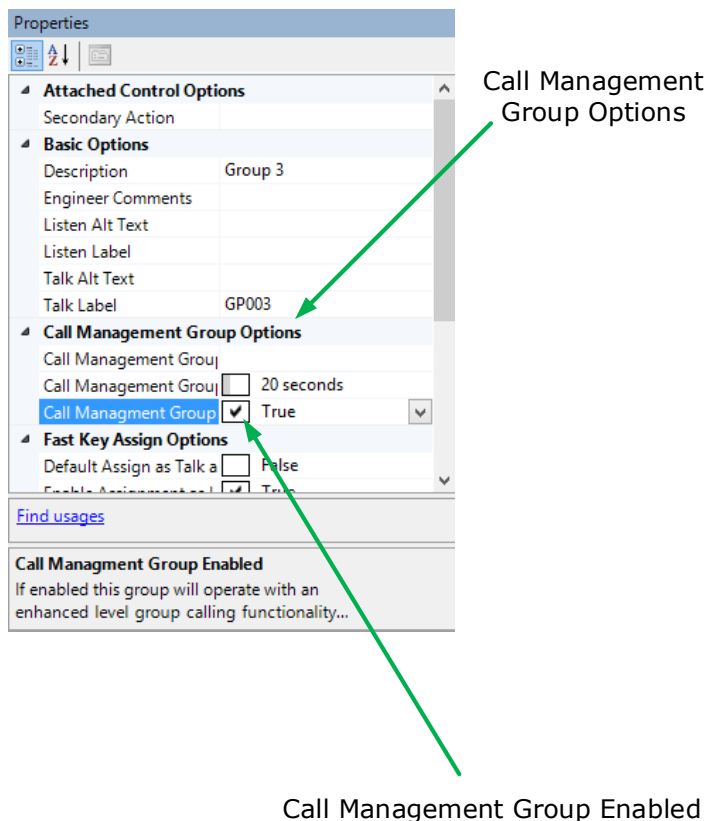 Properties
Call Management
Group Options
Attached Control Options
Secondary Action
Basic Options
Description Group 3
Engineer Comments
Listen Alt Text
Listen Label
Talk Alt Text
Talk Label GP003
Call Management Group Options
Call Management Grou
Call Management Grou 20 seconds
Call Managment Group True
Fast Key Assign Options
Default Assign as Talk a False
Enable Assignment as True
Find usages
Call Managment Group Enabled
If enabled this group will operate with an
enhanced level group calling functionality...
Call Management Group Enabled